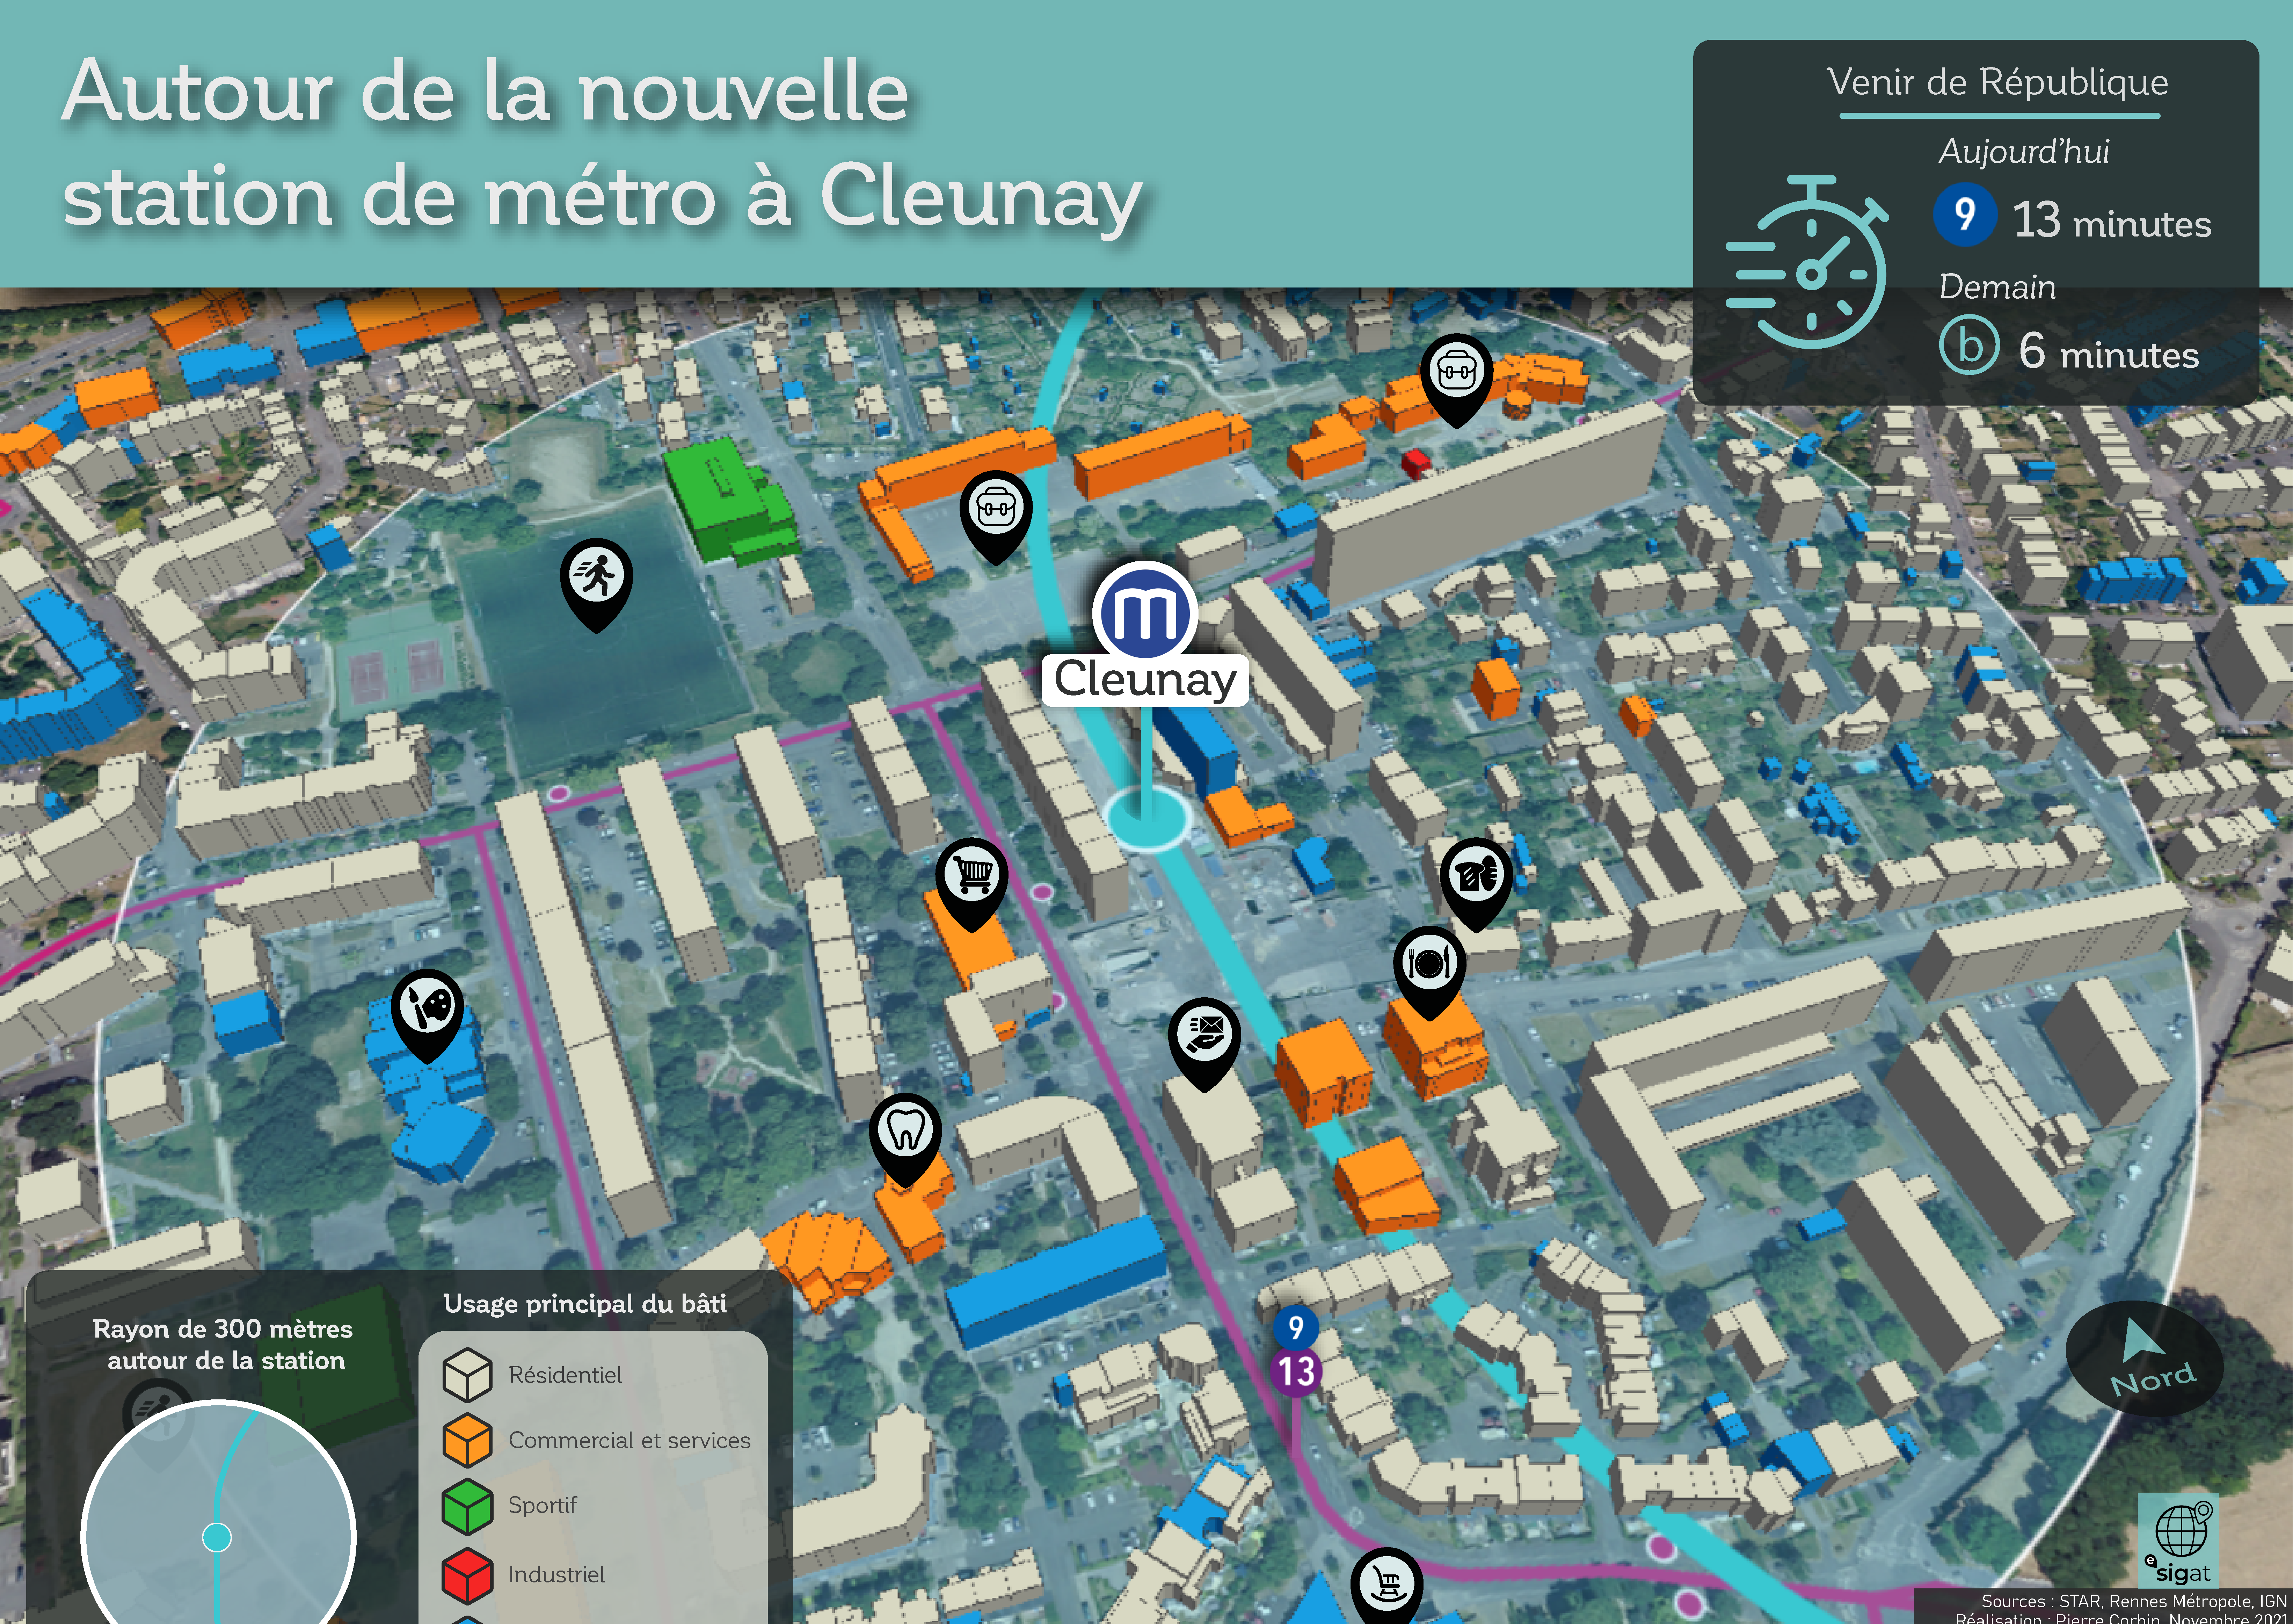 Autour de la nouvelle
station de métro à Cleunay
Venir de République
Aujourd'hui
9 13 minutes
Demain
b 6 minutes
m
Cleunay
9
13
Rayon de 300 mètres
autour de la station
Usage principal du bâti
Résidentiel
Commercial et services
Sportif
Industriel
Nord
e
sigat
Sources : STAR, Rennes Métropole, IGN
Réalisation : Pierre Corbin, Novembre 202